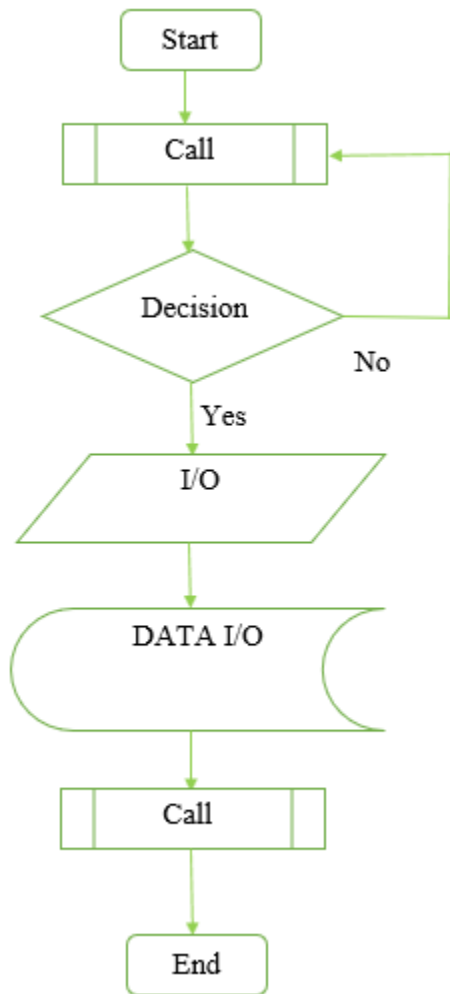 Start
Call
Decision
No
Yes
I/O
DATA I/O
Call
End